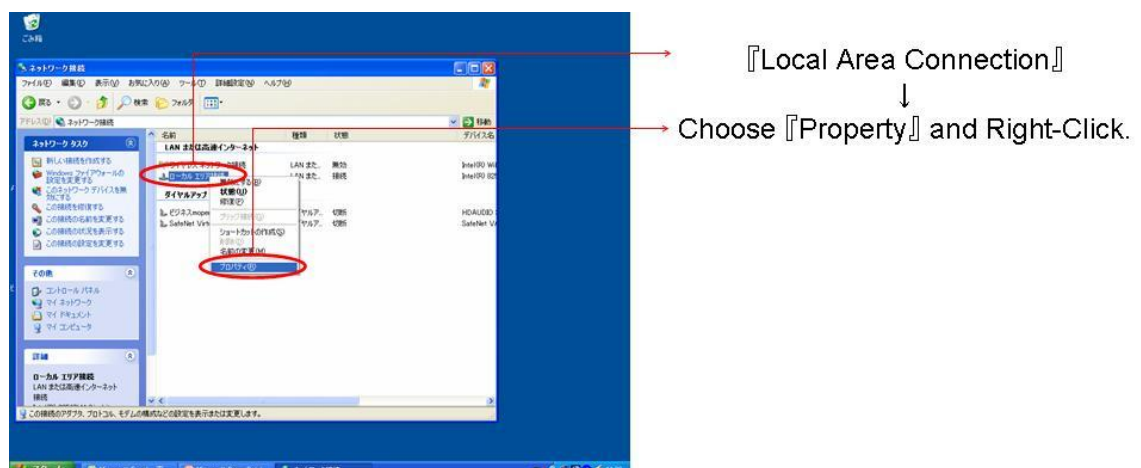 ごみ箱
ネットワーク接続
ファイル(F) 編集(E) 表示(V) お気に入り(A) ツール(T) 詳細設定(N) ヘルプ(H)
戻る 検索 フォルダ
アドレス(D) ネットワーク接続 移動
ネットワーク タスク
新しい接続を作成する
Windows ファイアウォールの
設定を変更する
このネットワーク デバイスを無
効にする
この接続を修復する
この接続の名前を変更する
この接続の状況を表示する
この接続の設定を変更する
その他
コントロール パネル
マイ ネットワーク
マイ ドキュメント
マイ コンピュータ
詳細
ローカル エリア接続
LAN または高速インターネット
接続
名前 種類 状態 デバイス名
LAN または高速インターネット
LAN また.. 無効 Intel(R) Wi
ローカル エリア LAN また.. 接続 Intel(R) 82
ダイヤルアップ
切断 HDAUDIO
SafeNet Virt 切断 SafeNet Vi
無効にする(B)
状態(U)
修復(P)
ブリッジ接続(G)
ショートカットの作成(S)
削除(D)
名前の変更(M)
プロパティ(R)
この接続のアダプタ、プロトコル、モデムの構成などの設定を表示または変更します。
『Local Area Connection』
↓
Choose『Property』and Right-Click.